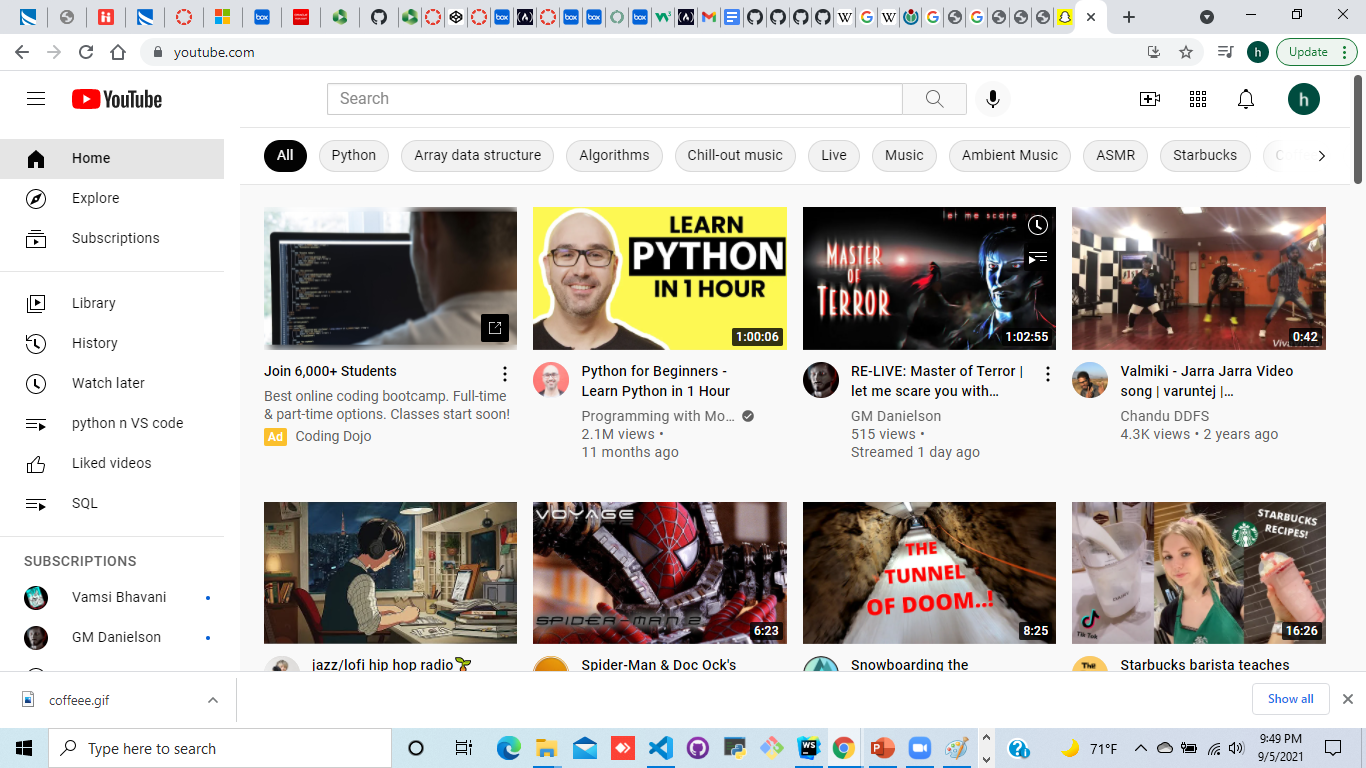 youtube.com
h
Update
YouTube
Search
h
All
Python
Array data structure
Algorithms
Chill-out music
Live
Music
Ambient Music
ASMR
Starbucks
Home
Explore
Subscriptions
Library
History
Watch later
python n VS code
Liked videos
SQL
SUBSCRIPTIONS
Vamsi Bhavani
GM Danielson
Join 6,000+ Students
Best online coding bootcamp. Full-time
& part-time options. Classes start soon!
Ad Coding Dojo
LEARN
PYTHON
IN 1 HOUR
1:00:06
Python for Beginners -
Learn Python in 1 Hour
Programming with Mo...
2.1M views •
11 months ago
let me scare
MASTER
OF
TERROR
1:02:55
RE-LIVE: Master of Terror |
let me scare you with…
GM Danielson
515 views •
Streamed 1 day ago
0:42
Valmiki - Jarra Jarra Video
song | varuntej |…
Chandu DDFS
4.3K views • 2 years ago
jazz/lofi hip hop radio
VOYAGE
SPIDER-MAN 2
6:23
Spider-Man & Doc Ock's
THE
TUNNEL
OF DOOM..!
8:25
Snowboarding the
STARBUCKS
RECIPES!
Tik Tok
16:26
The
Starbucks barista teaches
coffeee.gif
Show all
Type here to search
71°F
9:49 PM
9/5/2021